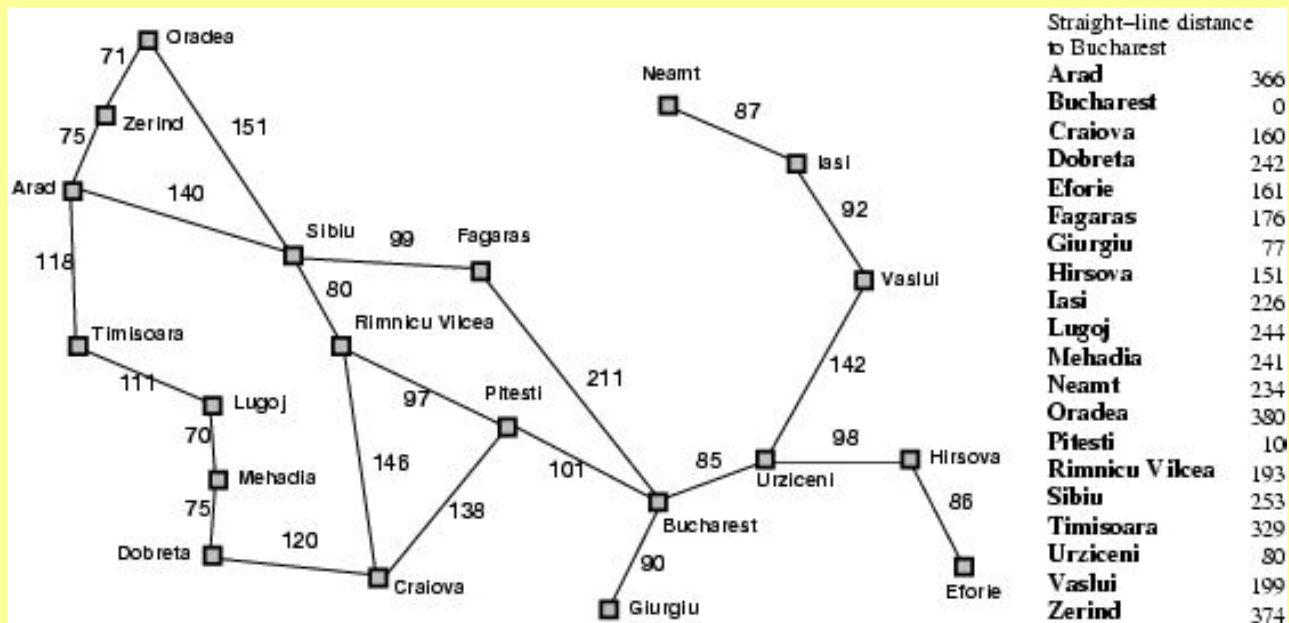 Oradea
71
Neamt
87
Zerind
151
75
Iasi
Arad
140
92
Sibiu
99
Fagaras
118
80
Vaslui
Timisoara
Rimnicu Vilcea
142
111
211
Lugoj
97
Pitesti
98
Hirsova
70
146
101
85
Urziceni
Mehadia
86
75
138
Bucharest
Dobreta
120
90
Craiova
Eforie
Giurgiu
Straight–line distance
to Bucharest
Arad 366
Bucharest 0
Craiova 160
Dobreta 242
Eforie 161
Fagaras 176
Giurgiu 77
Hirsova 151
Iasi 226
Lugoj 244
Mehadia 241
Neamt 234
Oradea 380
Pitesti 10
Rimnicu Vilcea 193
Sibiu 253
Timisoara 329
Urziceni 80
Vaslui 199
Zerind 374